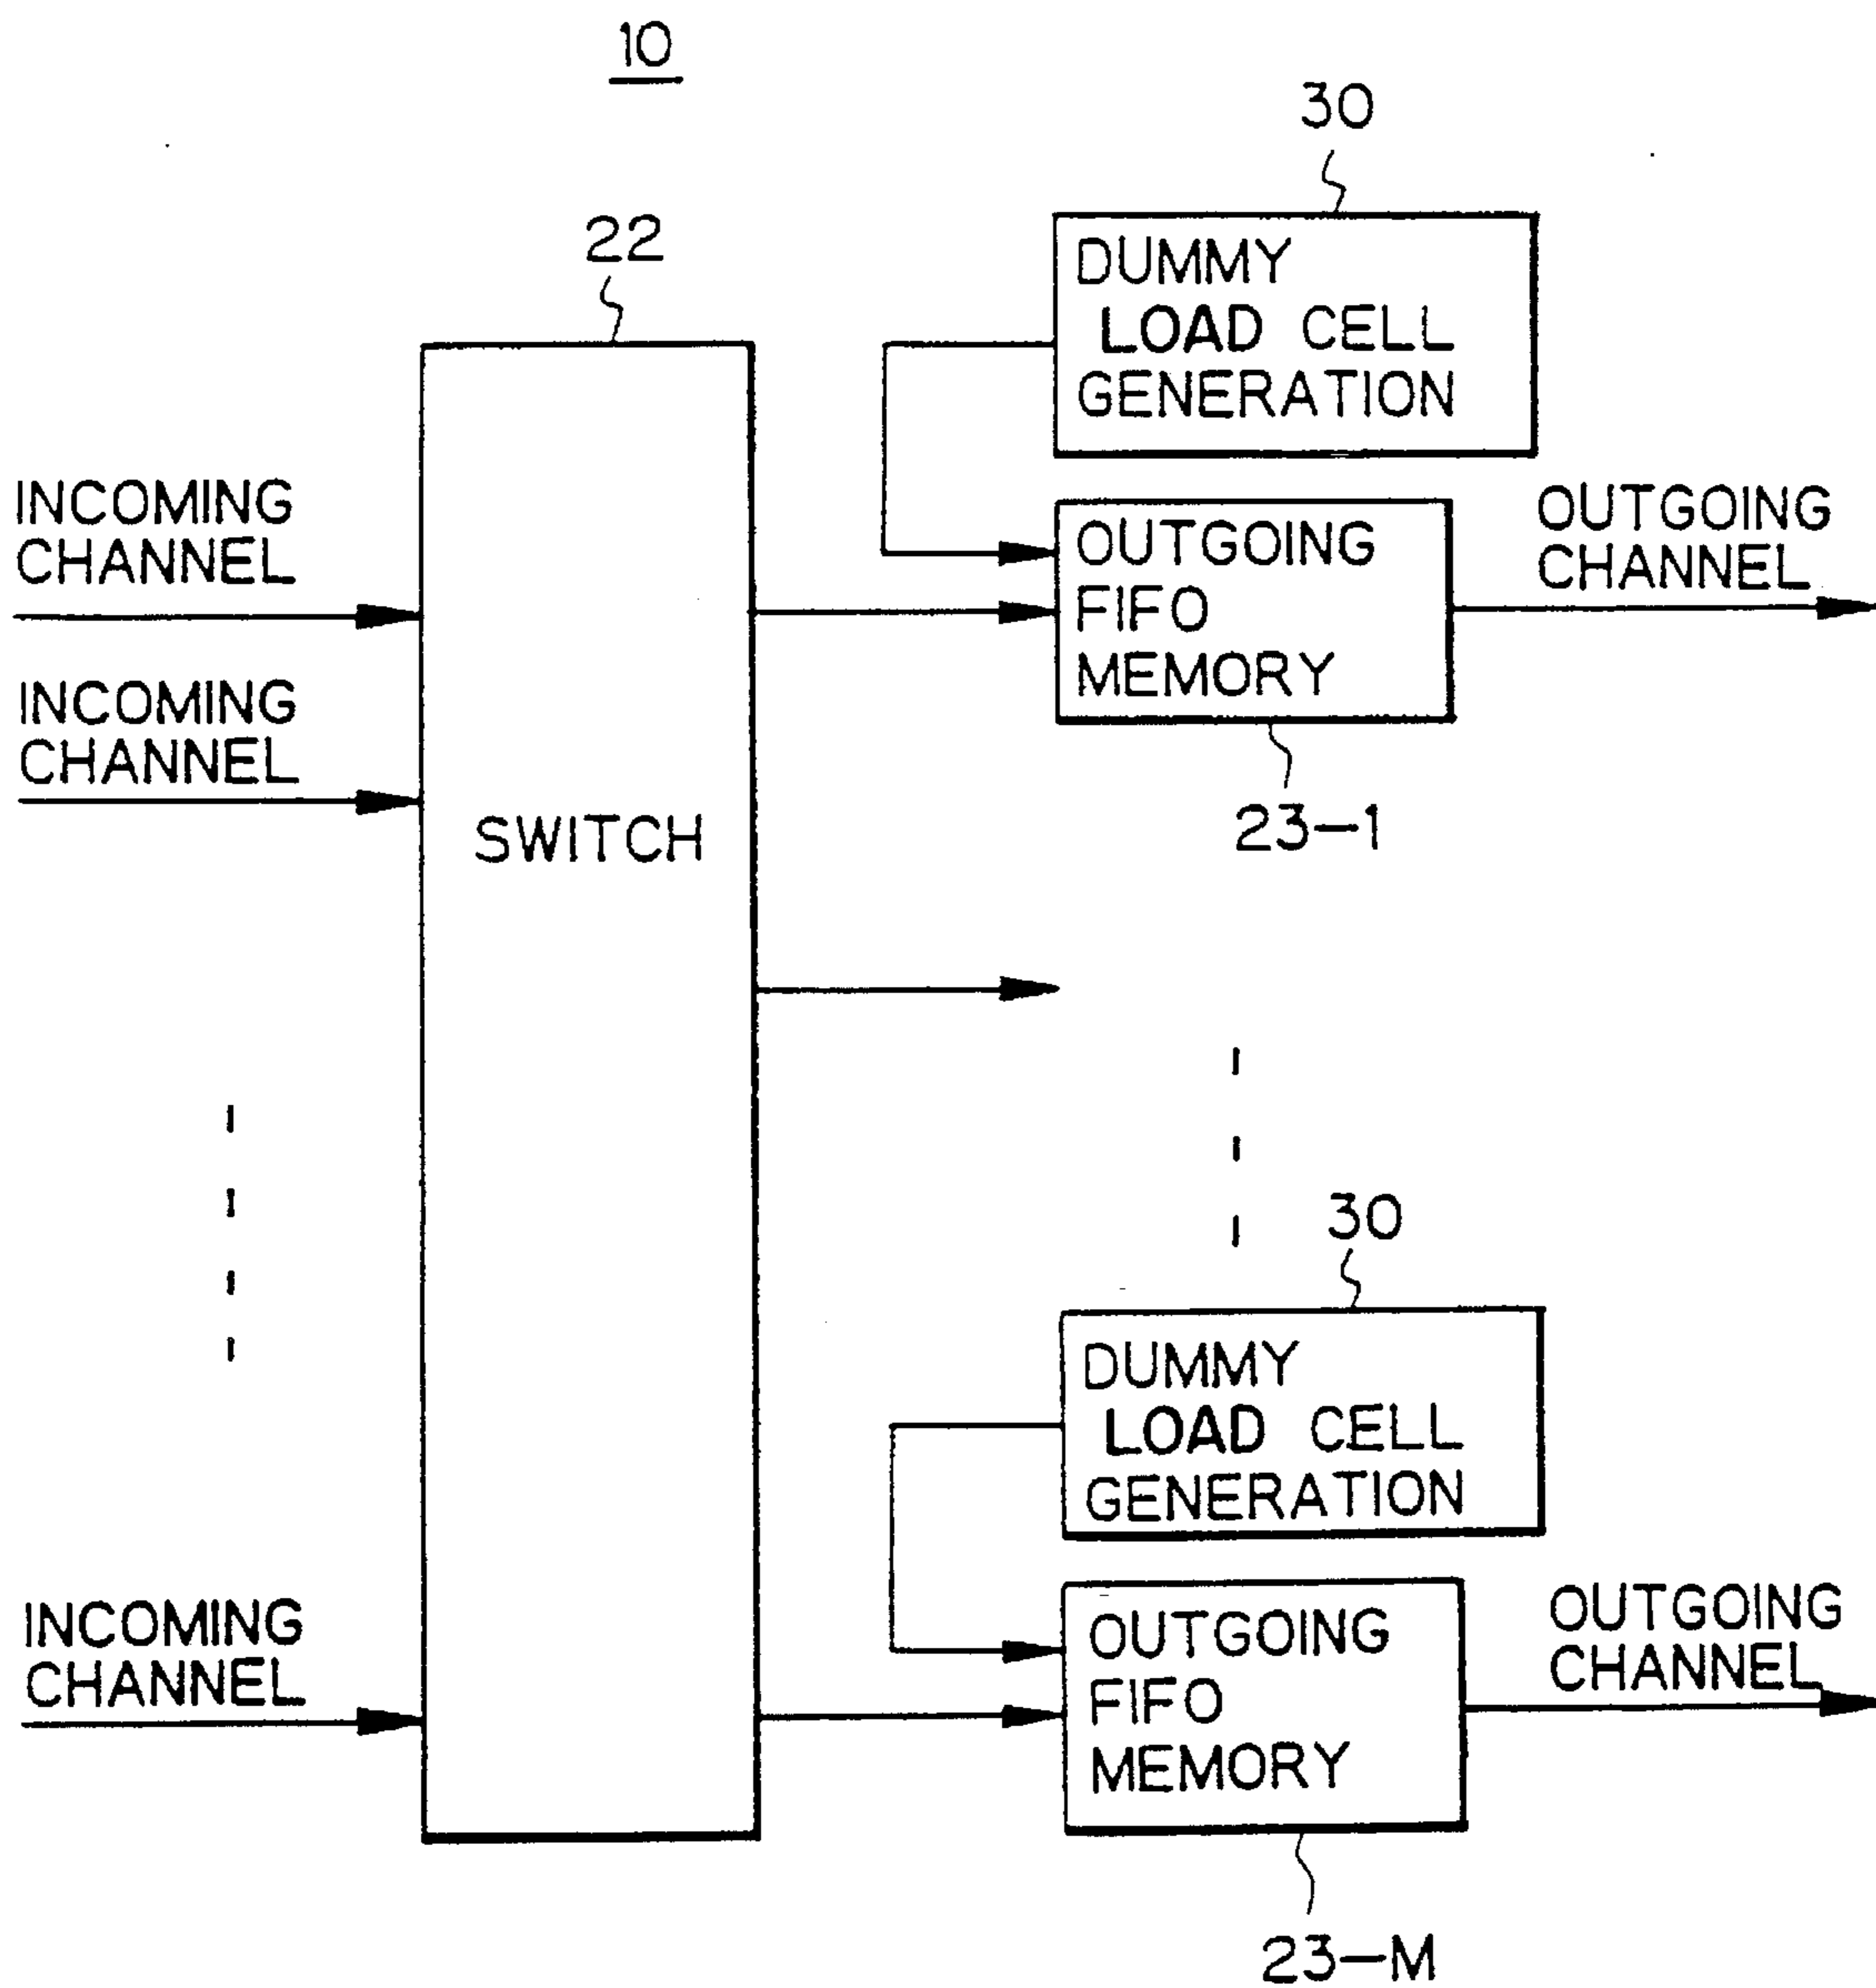 10
30
22
DUMMY
LOAD CELL
GENERATION
INCOMING
CHANNEL
OUTGOING
FIFO
MEMORY
OUTGOING
CHANNEL
INCOMING
CHANNEL
23-1
SWITCH
30
DUMMY
LOAD CELL
GENERATION
INCOMING
CHANNEL
OUTGOING
FIFO
MEMORY
OUTGOING
CHANNEL
23-M